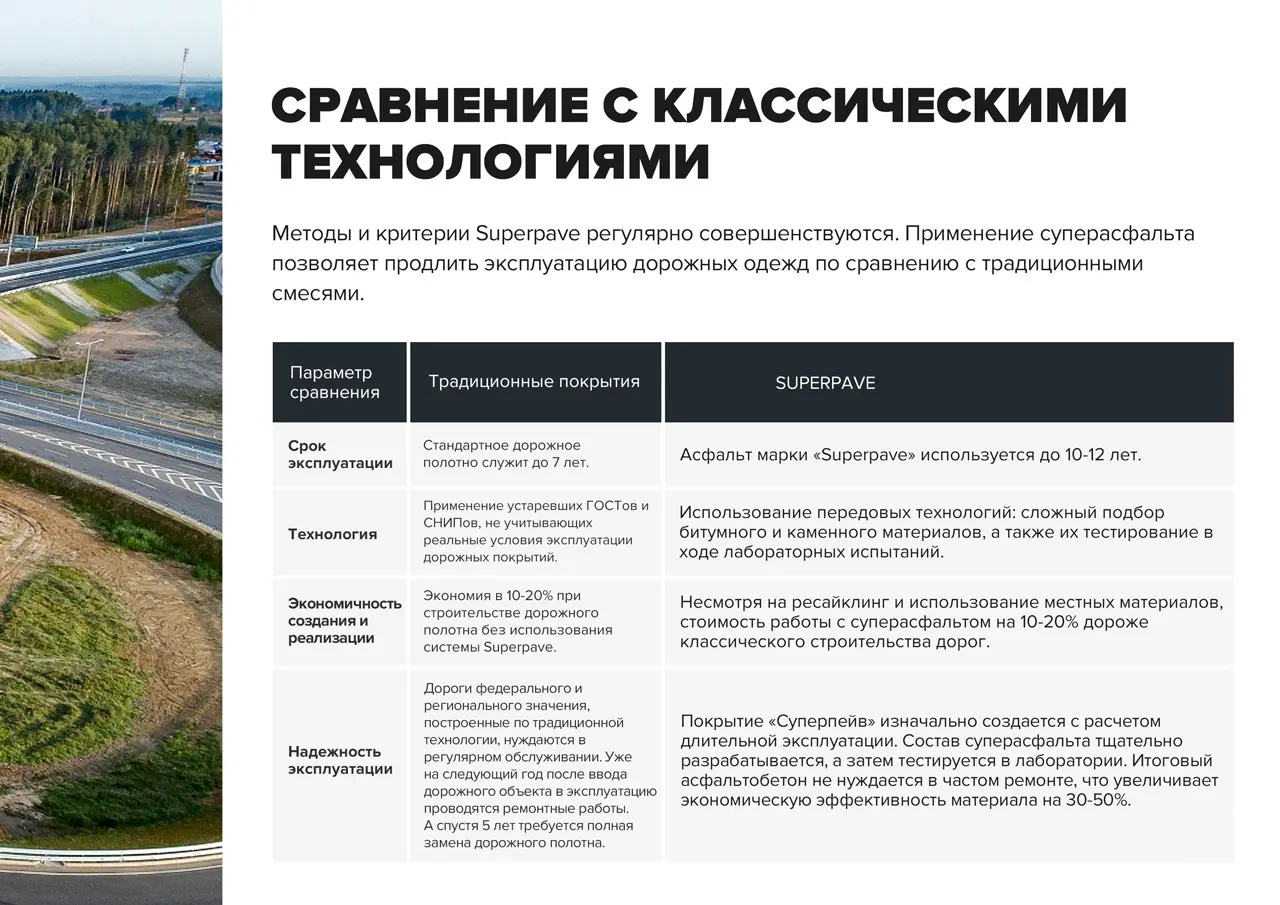 СРАВНЕНИЕ С КЛАССИЧЕСКИМИ
ТЕХНОЛОГИЯМИ
Методы и критерии Superpave регулярно совершенствуются. Применение суперасфальта
позволяет продлить эксплуатацию дорожных одежд по сравнению с традиционными
смесями.
Параметр
сравнения
Традиционные покрытия
SUPERPAVE
Срок
эксплуатации
Стандартное дорожное
полотно служит до 7 лет.
Асфальт марки «Superpave» используется до 10-12 лет.
Технология
Применение устаревших ГОСТов и
СНИПов, не учитывающих
реальные условия эксплуатации
дорожных покрытий.
Использование передовых технологий: сложный подбор
битумного и каменного материалов, а также их тестирование в
ходе лабораторных испытаний.
Экономичность
создания и
реализации
Экономия в 10-20% при
строительстве дорожного
полотна без использования
системы Superpave.
Несмотря на ресайклинг и использование местных материалов,
стоимость работы с суперасфальтом на 10-20% дороже
классического строительства дорог.
Надежность
эксплуатации
Дороги федерального и
регионального значения,
построенные по традиционной
технологии, нуждаются в
регулярном обслуживании. Уже
на следующий год после ввода
дорожного объекта в эксплуатацию
проводятся ремонтные работы.
А спустя 5 лет требуется полная
замена дорожного полотна.
Покрытие «Суперпейв» изначально создается с расчетом
длительной эксплуатации. Состав суперасфальта тщательно
разрабатывается, а затем тестируется в лаборатории. Итоговый
асфальтобетон не нуждается в частом ремонте, что увеличивает
экономическую эффективность материала на 30-50%.